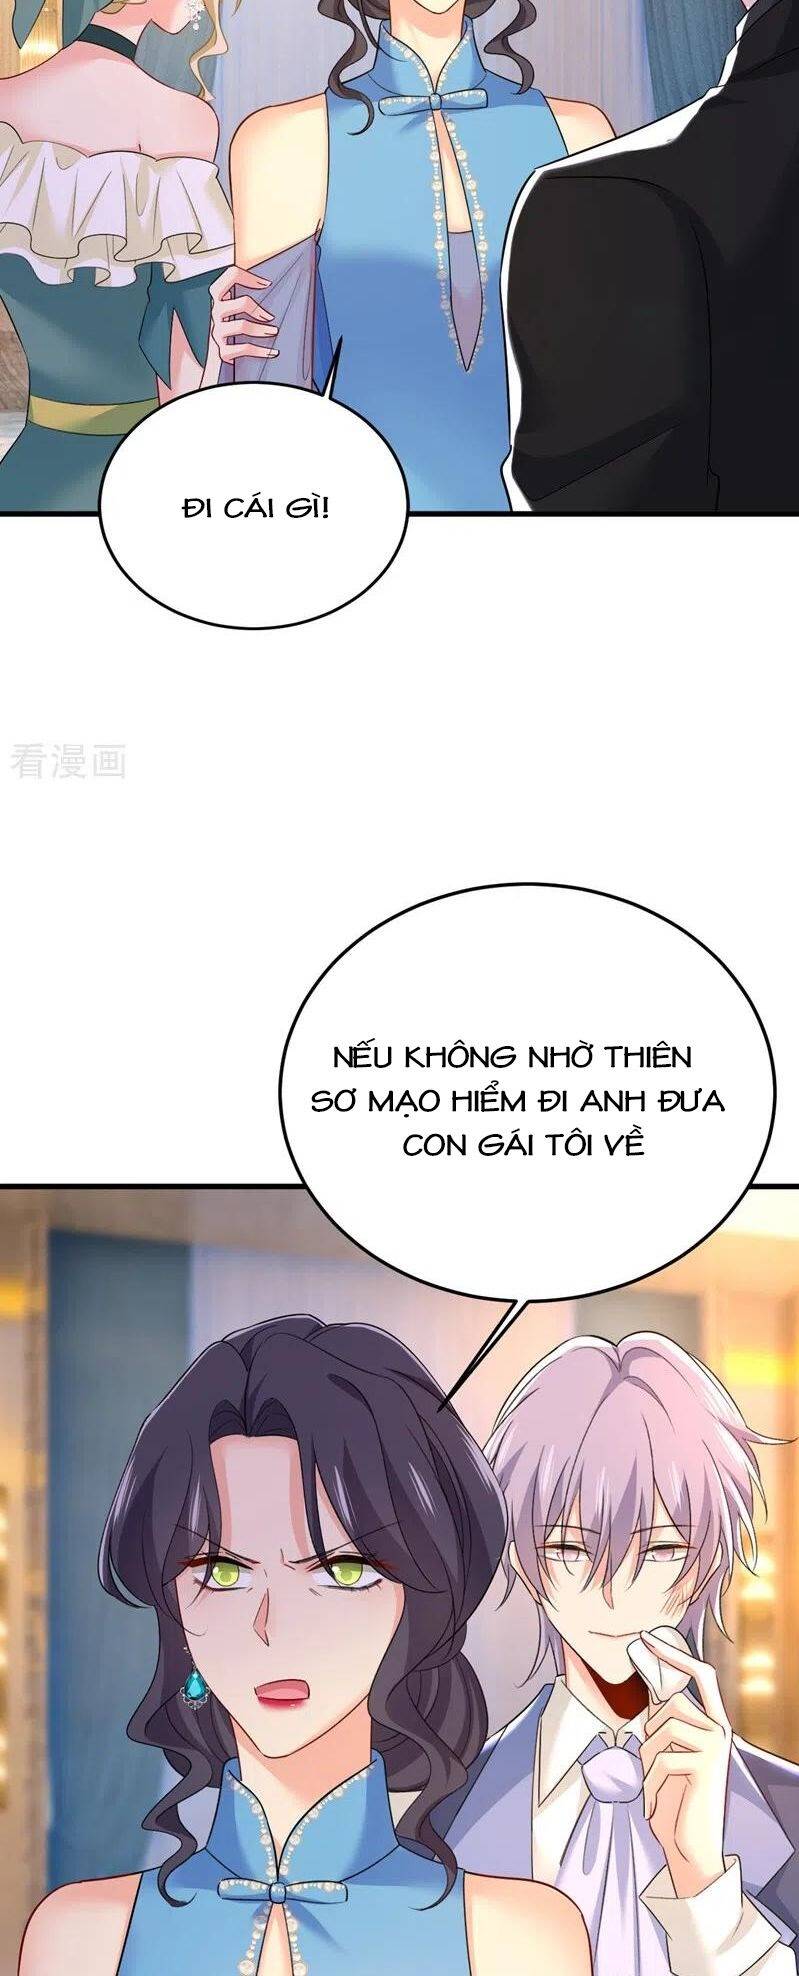 ĐI CÁI GÌ!
看漫画
NẾU KHÔNG NHỜ THIÊN
SƠ MẠO HIỂM ĐI ANH ĐƯA
CON GÁI TÔI VỀ